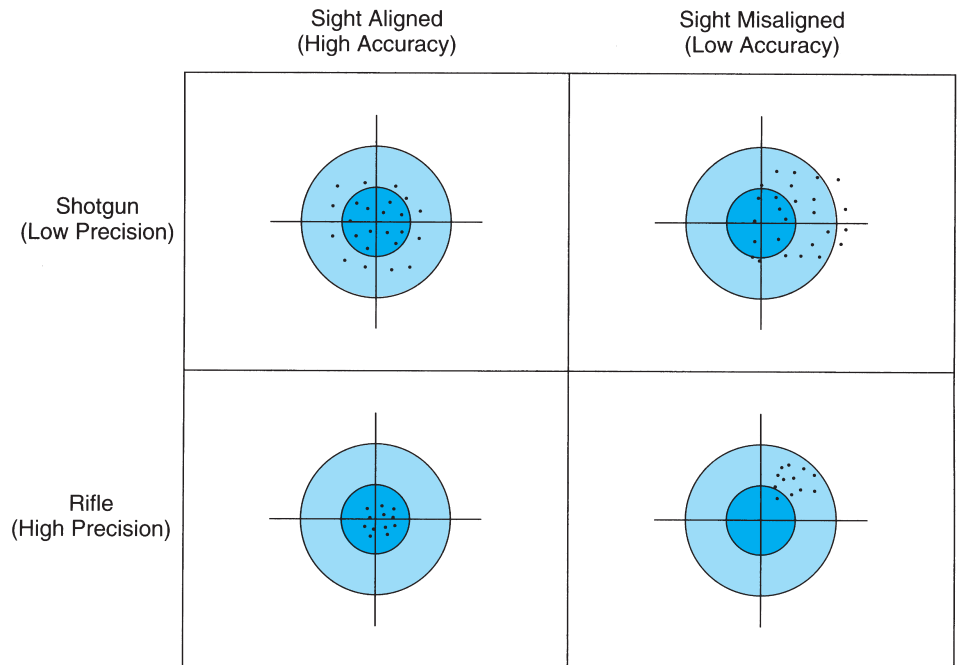 Sight Aligned
(High Accuracy)
Sight Misaligned
(Low Accuracy)
Shotgun
(Low Precision)
Rifle
(High Precision)